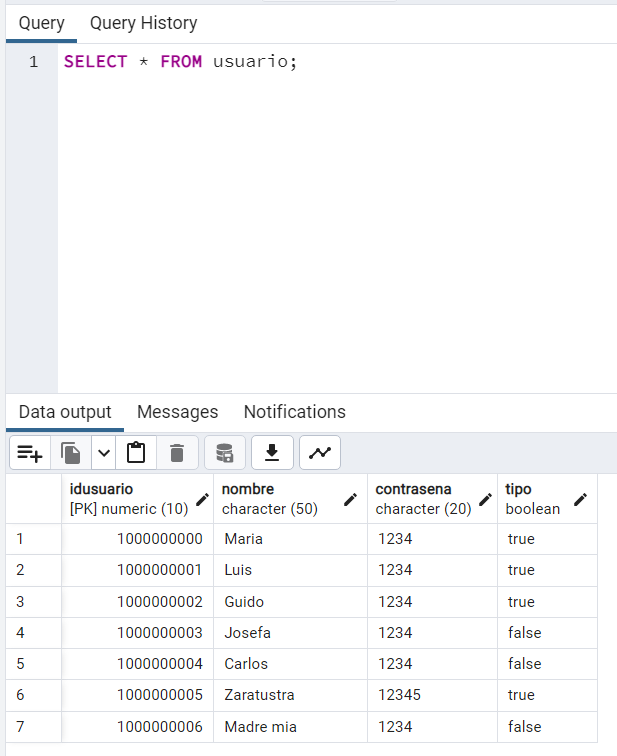 Query Query History
1 SELECT * FROM usuario;
Data output Messages Notifications
idusuario nombre contrasena tipo
[PK] numeric (10) character (50) character (20) boolean
1 1000000000 Maria 1234 true
2 1000000001 Luis 1234 true
3 1000000002 Guido 1234 true
4 1000000003 Josefa 1234 false
5 1000000004 Carlos 1234 false
6 1000000005 Zaratustra 12345 true
7 1000000006 Madre mia 1234 false